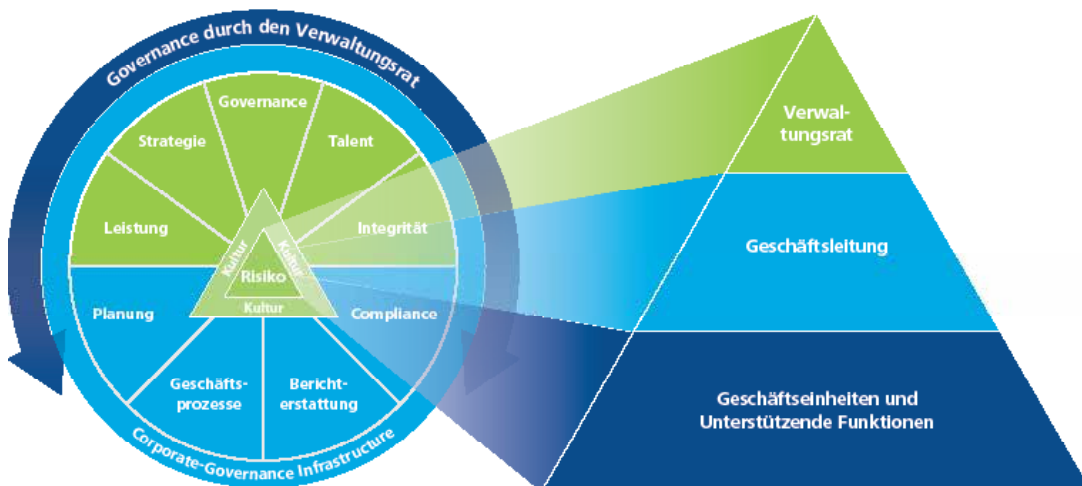 Governance durch den Verwaltungsrat
Governance
Strategie
Talent
Leistung
Integrität
Kultur
Kultur
Risiko
Kultur
Planung
Compliance
Geschäfts-
prozesse
Bericht-
erstattung
Corporate-Governance Infrastructure
Verwal-
tungsrat
Geschäftsleitung
Geschäftseinheiten und
Unterstützende Funktionen